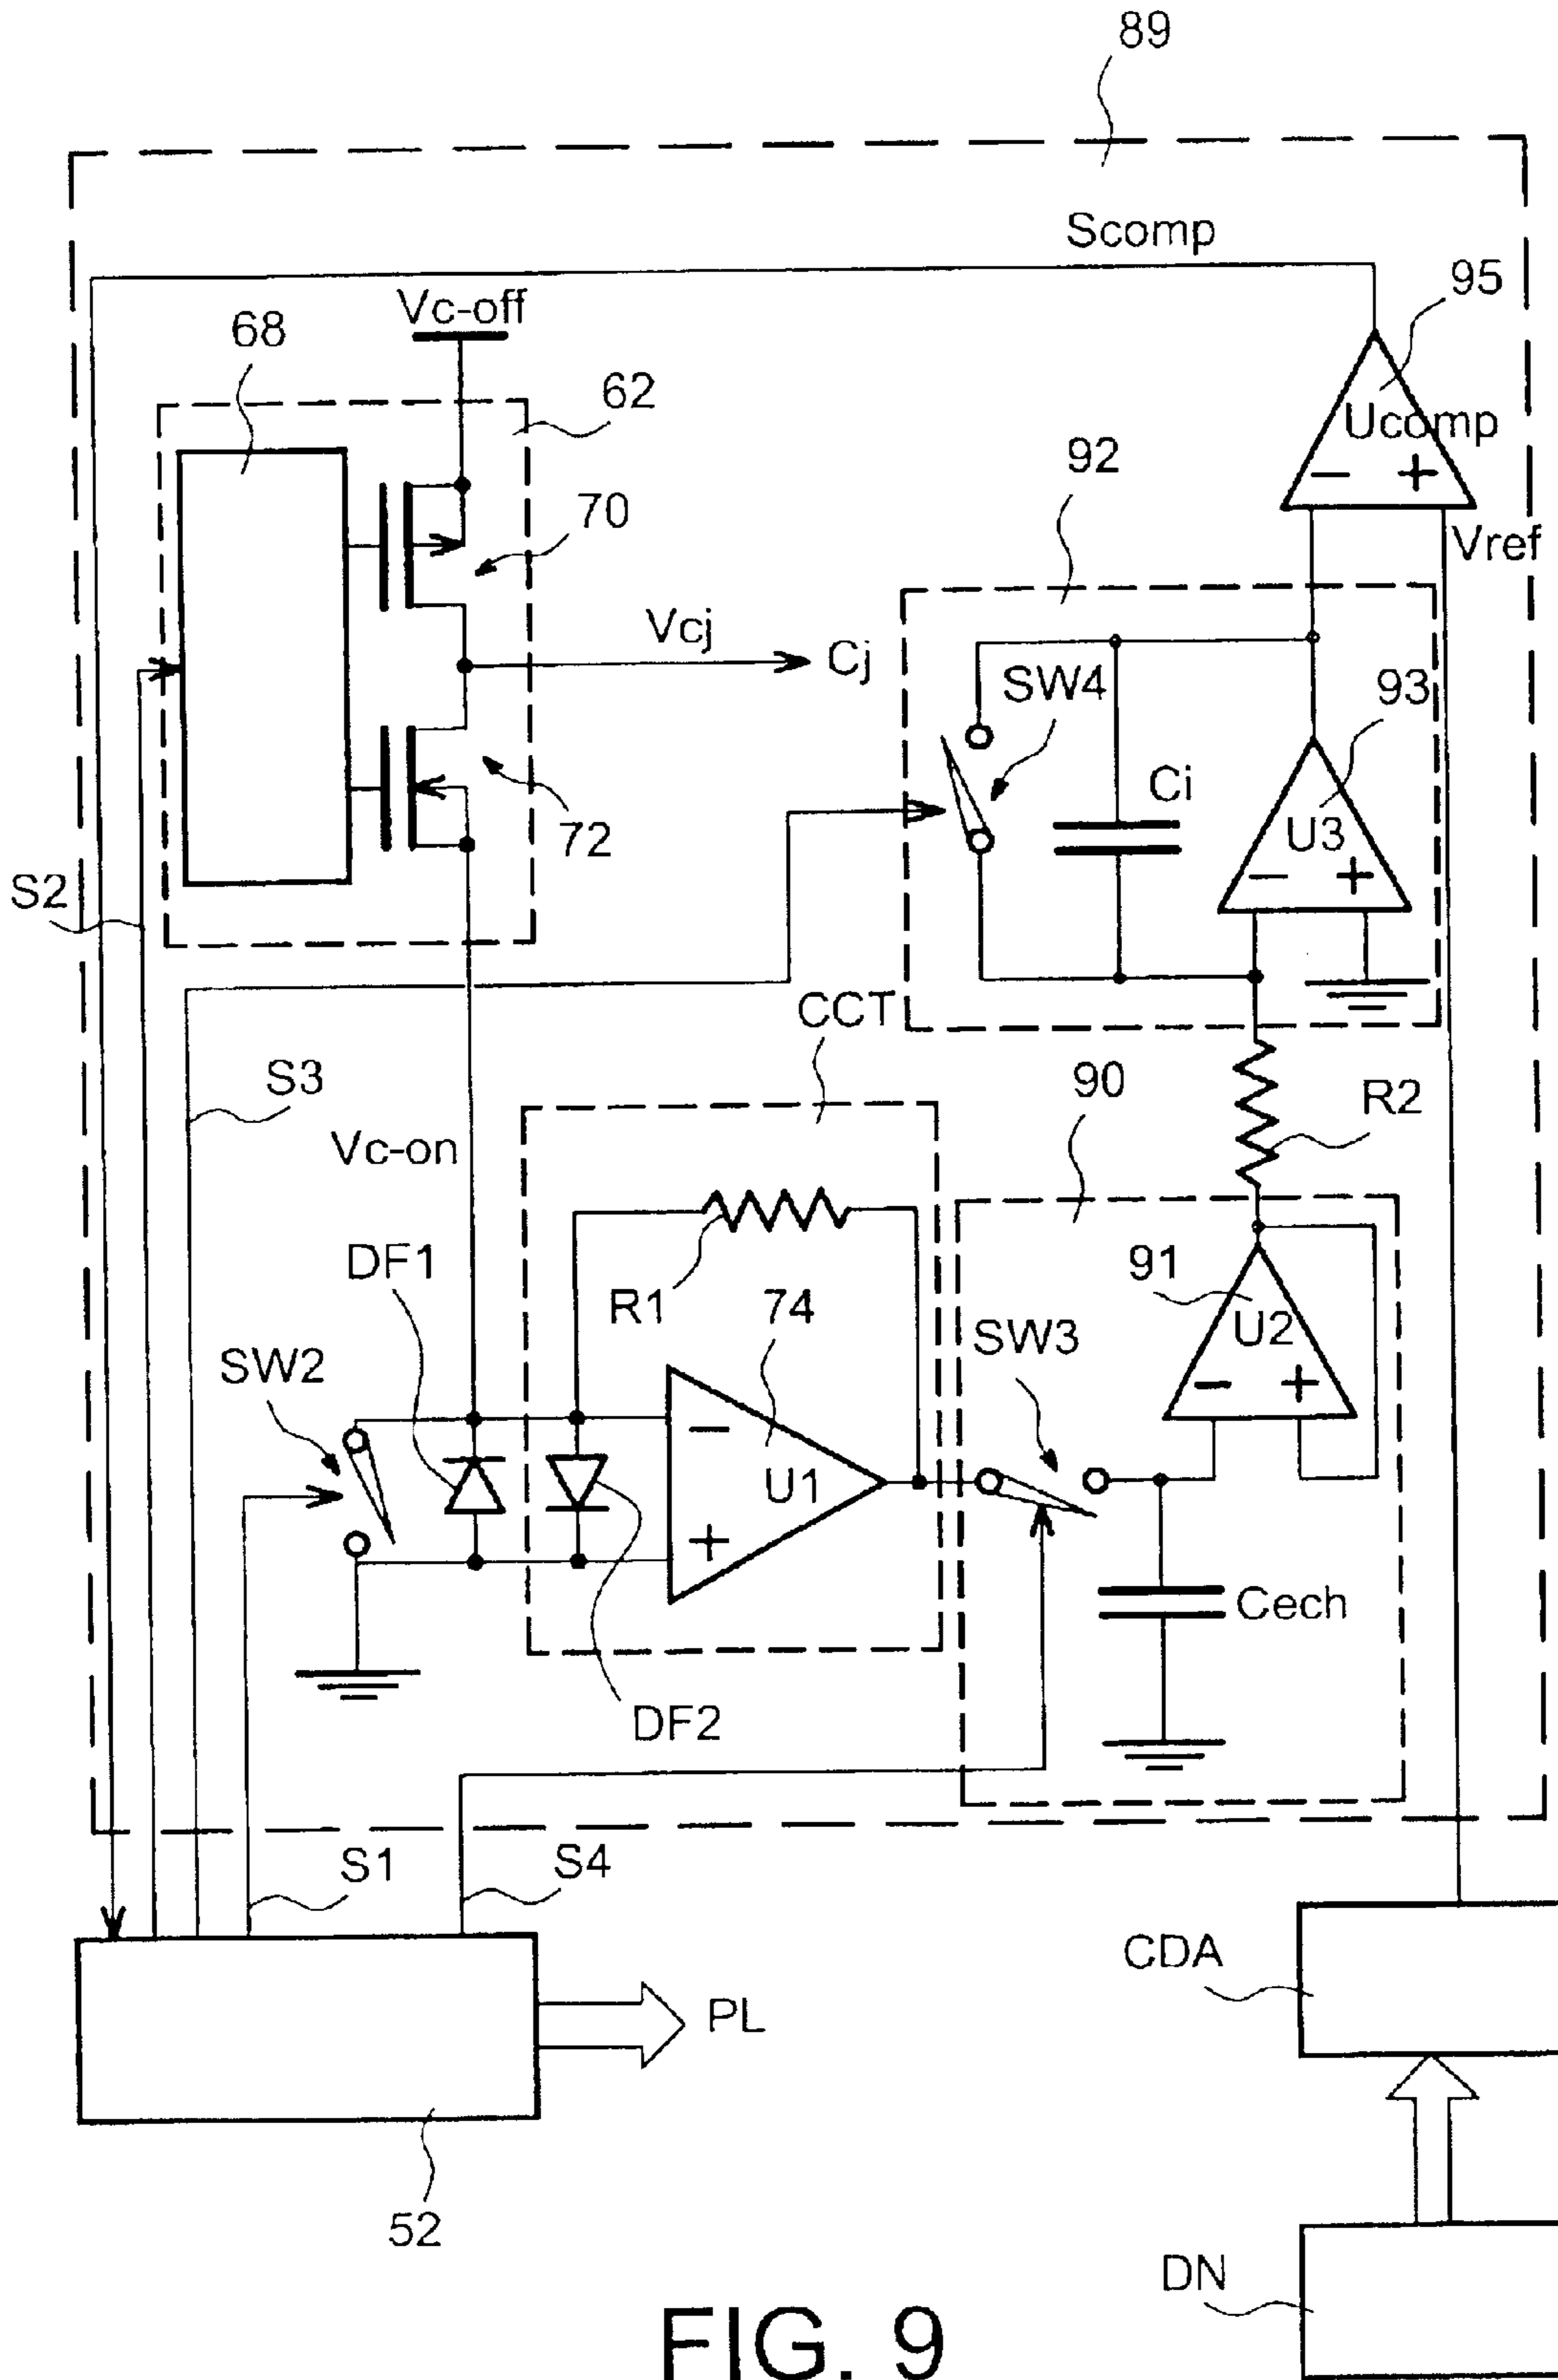 89
Scomp
95
Vc-off
68
62
Ucomp
- +
92
Vref
70
Vcj
Cj
SW4
93
Ci
U3
- +
72
S2
CCT
S3
90
R2
Vc-on
DF1
R1
74
91
U2
- +
SW2
SW3
-
U1
+
Cech
DF2
S1
S4
CDA
PL
52
DN
FIG. 9